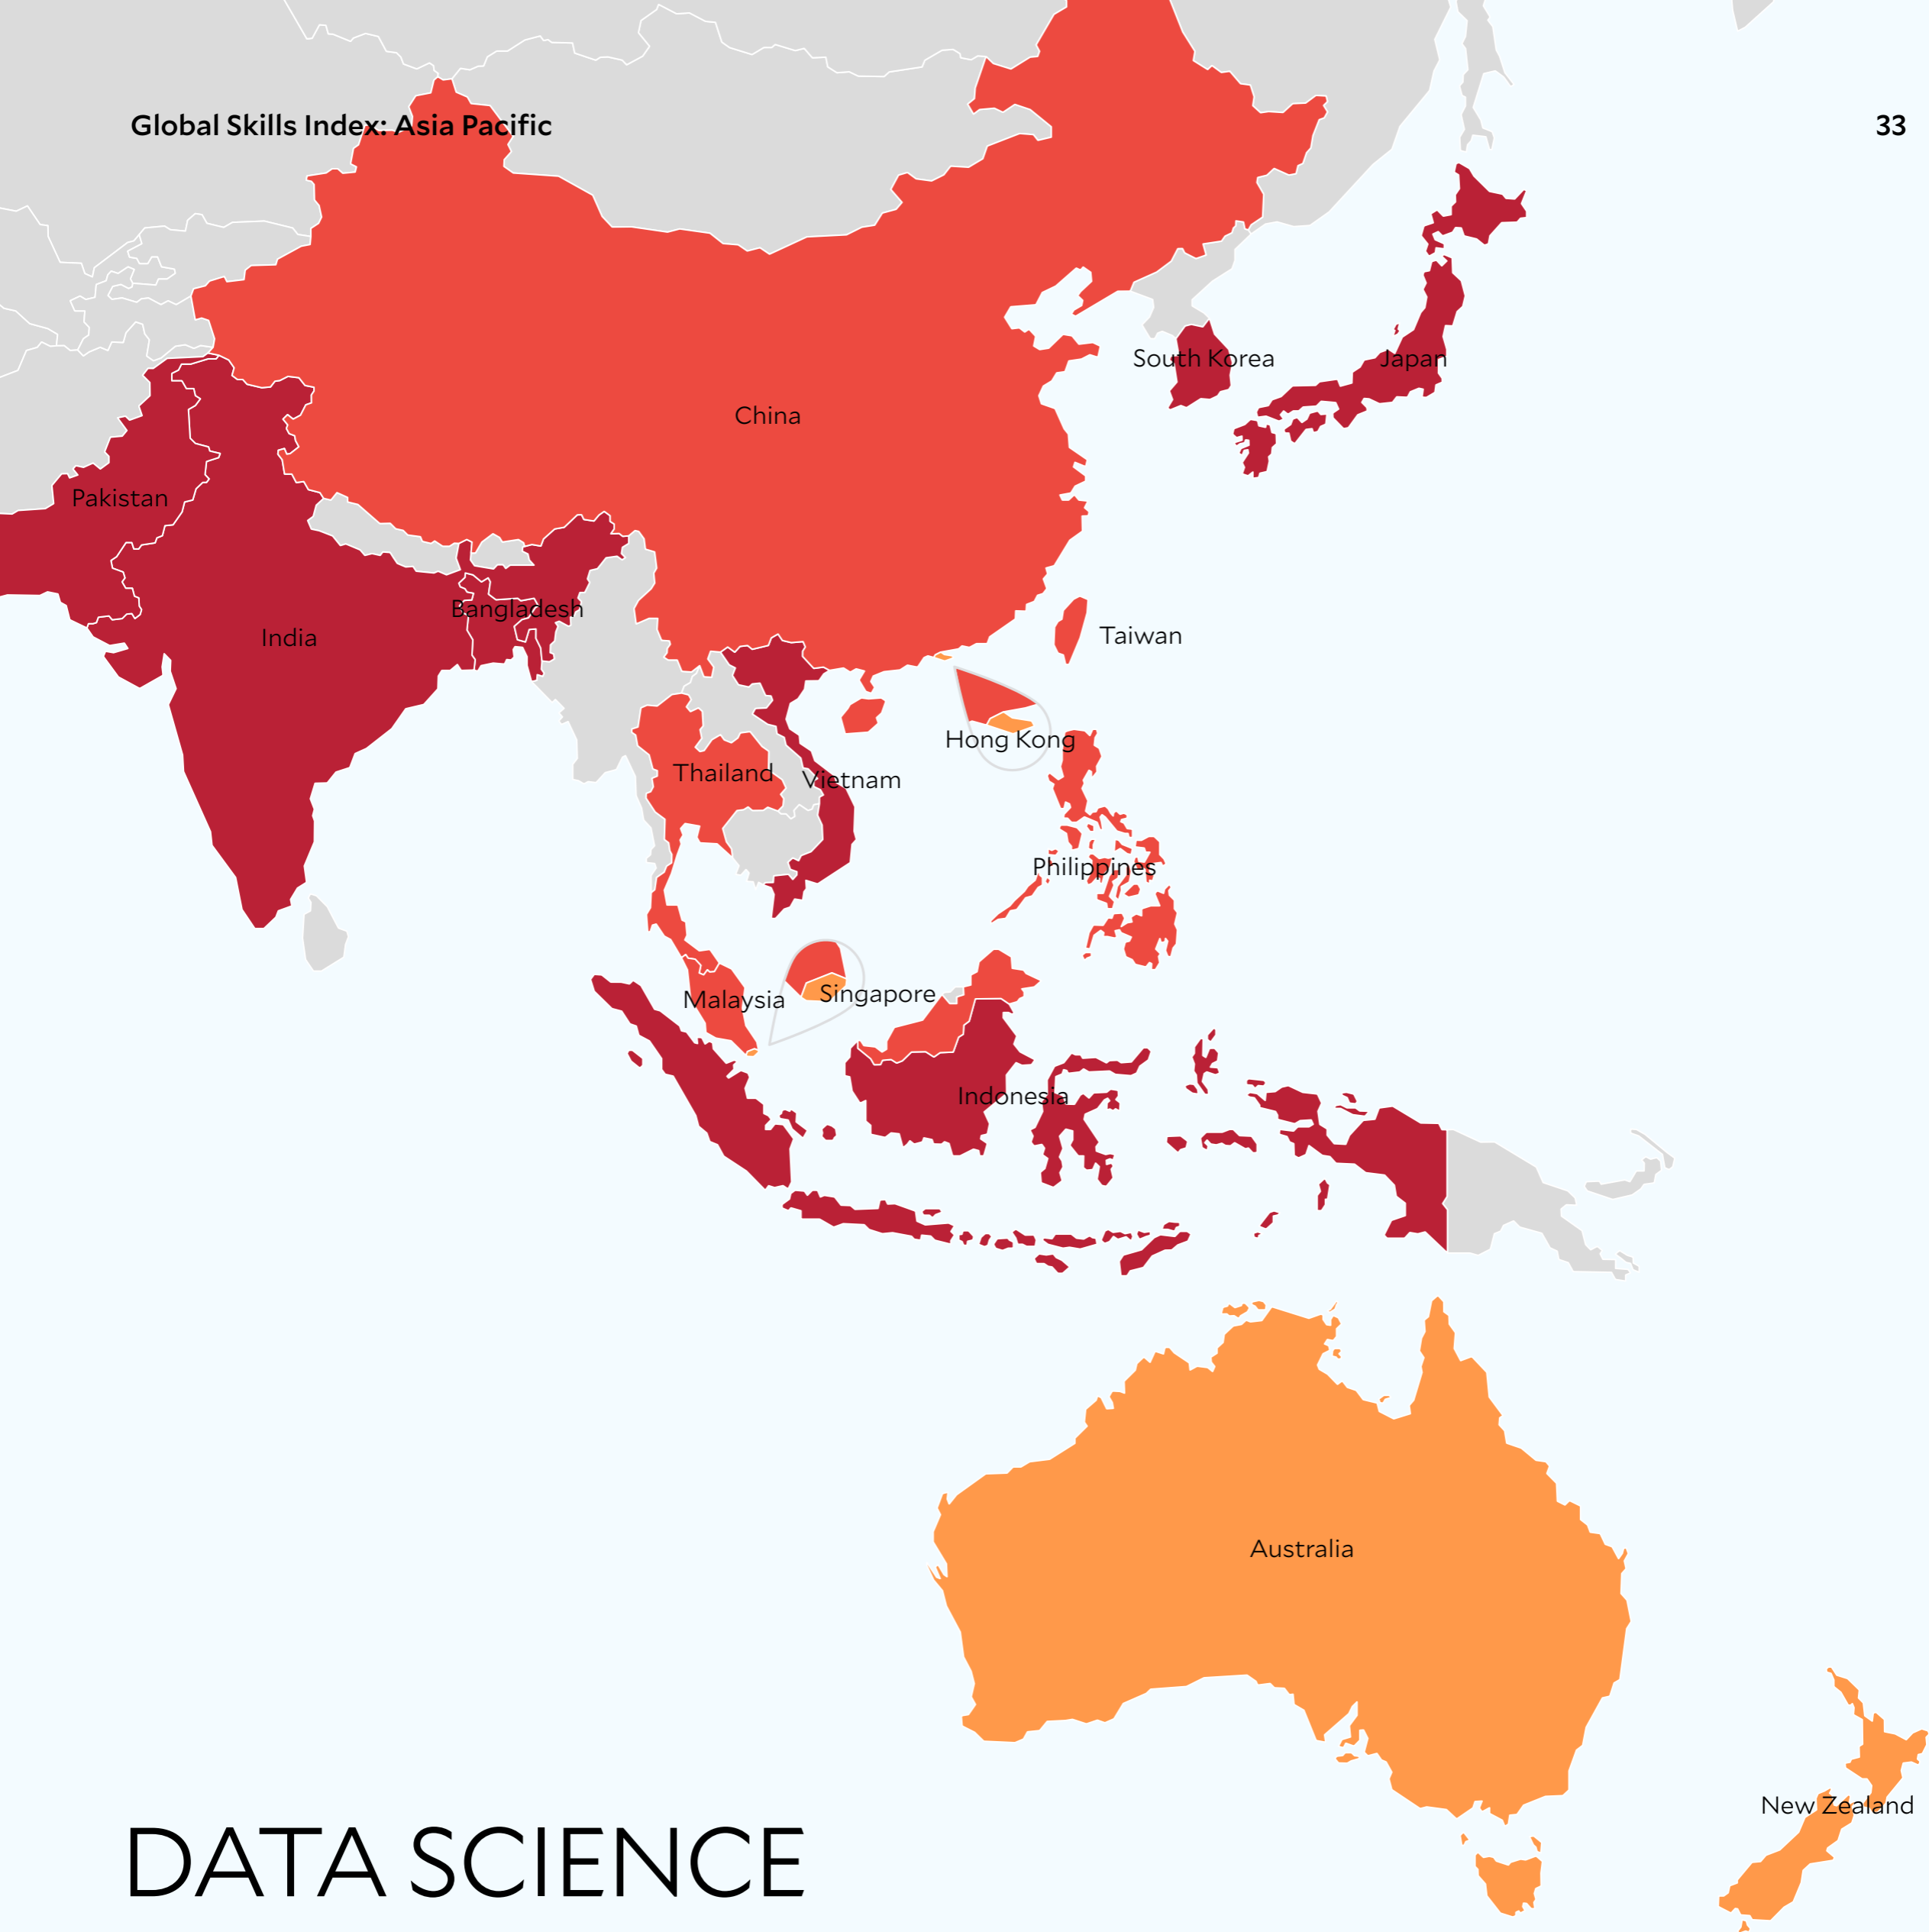 Global Skills Index: Asia Pacific
33
South Korea
Japan
China
Pakistan
Bangladesh
India
Taiwan
Hong Kong
Thailand
Vietnam
Philippines
Malaysia
Singapore
Indonesia
Australia
New Zealand
DATA SCIENCE